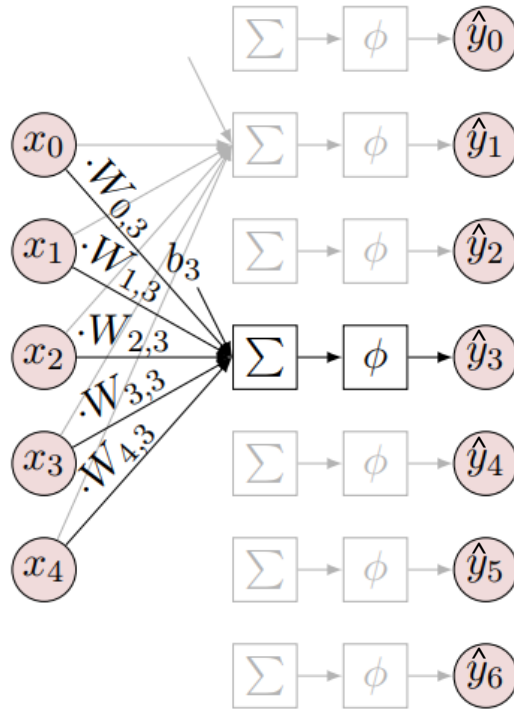 ∑ ϕ ŷ₀
x₀ ∑ ϕ ŷ₁
·W₀,₃
x₁ ∑ ϕ ŷ₂
·W₁,₃ b₃
x₂ ·W₂,₃ ∑ ϕ ŷ₃
·W₃,₃
x₃ ∑ ϕ ŷ₄
·W₄,₃
x₄ ∑ ϕ ŷ₅
∑ ϕ ŷ₆